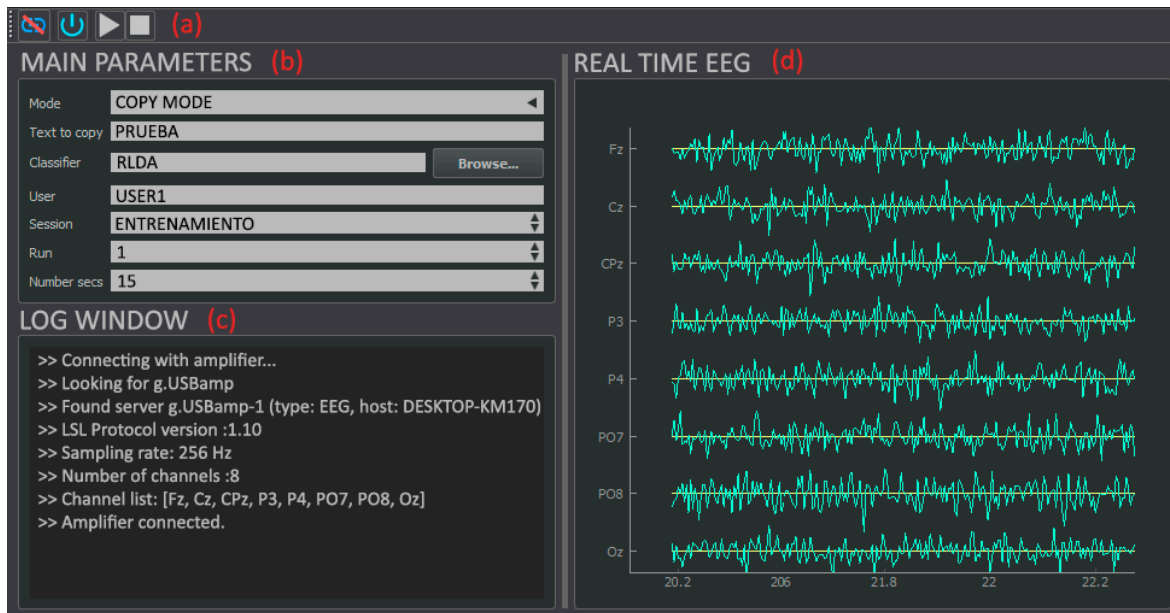 (a)
MAIN PARAMETERS (b)
Mode COPY MODE
Text to copy PRUEBA
Classifier RLDA Browse...
User USER1
Session ENTRENAMIENTO
Run 1
Number secs 15
LOG WINDOW (c)
>> Connecting with amplifier...
>> Looking for g.USBamp
>> Found server g.USBamp-1 (type: EEG, host: DESKTOP-KM170)
>> LSL Protocol version :1.10
>> Sampling rate: 256 Hz
>> Number of channels :8
>> Channel list: [Fz, Cz, CPz, P3, P4, PO7, PO8, Oz]
>> Amplifier connected.
REAL TIME EEG (d)
Fz
Cz
CPz
P3
P4
PO7
PO8
Oz
20.2 206 21.8 22 22.2